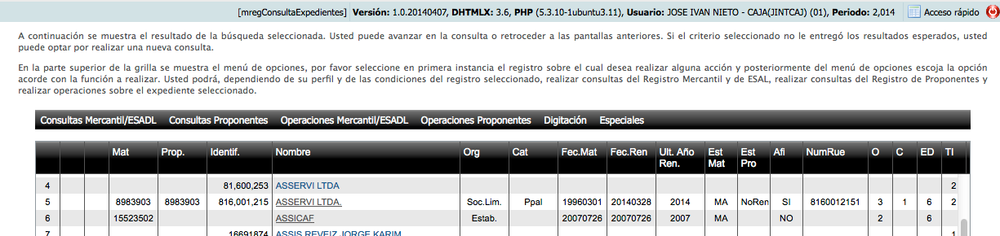 [mregConsultaExpedientes] Versión: 1.0.20140407, DHTMLX: 3.6, PHP (5.3.10-1ubuntu3.11), Usuario: JOSE IVAN NIETO - CAJA(JINTCAJ) (01), Periodo: 2,014 Acceso rápido
A continuación se muestra el resultado de la búsqueda seleccionada. Usted puede avanzar en la consulta o retroceder a las pantallas anteriores. Si el criterio seleccionado no le entregó los resultados esperados, usted
puede optar por realizar una nueva consulta.
En la parte superior de la grilla se muestra el menú de opciones, por favor seleccione en primera instancia el registro sobre el cual desea realizar alguna acción y posteriormente del menú de opciones escoja la opción
acorde con la función a realizar. Usted podrá, dependiendo de su perfil y de las condiciones del registro seleccionado, realizar consultas del Registro Mercantil y de ESAL, realizar consultas del Registro de Proponentes y
realizar operaciones sobre el expediente seleccionado.
Consultas Mercantil/ESADL Consultas Proponentes Operaciones Mercantil/ESADL Operaciones Proponentes Digitación Especiales
Mat Prop. Identif. Nombre Org Cat Fec.Mat Fec.Ren Ult. Año Est Est Afi NumRue O C ED TI
Ren. Mat Pro
4 81,600,253 ASSERVI LTDA 2
5 8983903 8983903 816,001,215 ASSERVI LTDA. Soc.Lim. Ppal 19960301 20140328 2014 MA NoRen SI 8160012151 3 1 6 2
6 15523502 ASSICAF Estab. 20070726 20070726 2007 MA NO 2 6
7 16691874 ASSIS REVEIZ JORGE KARIM 1